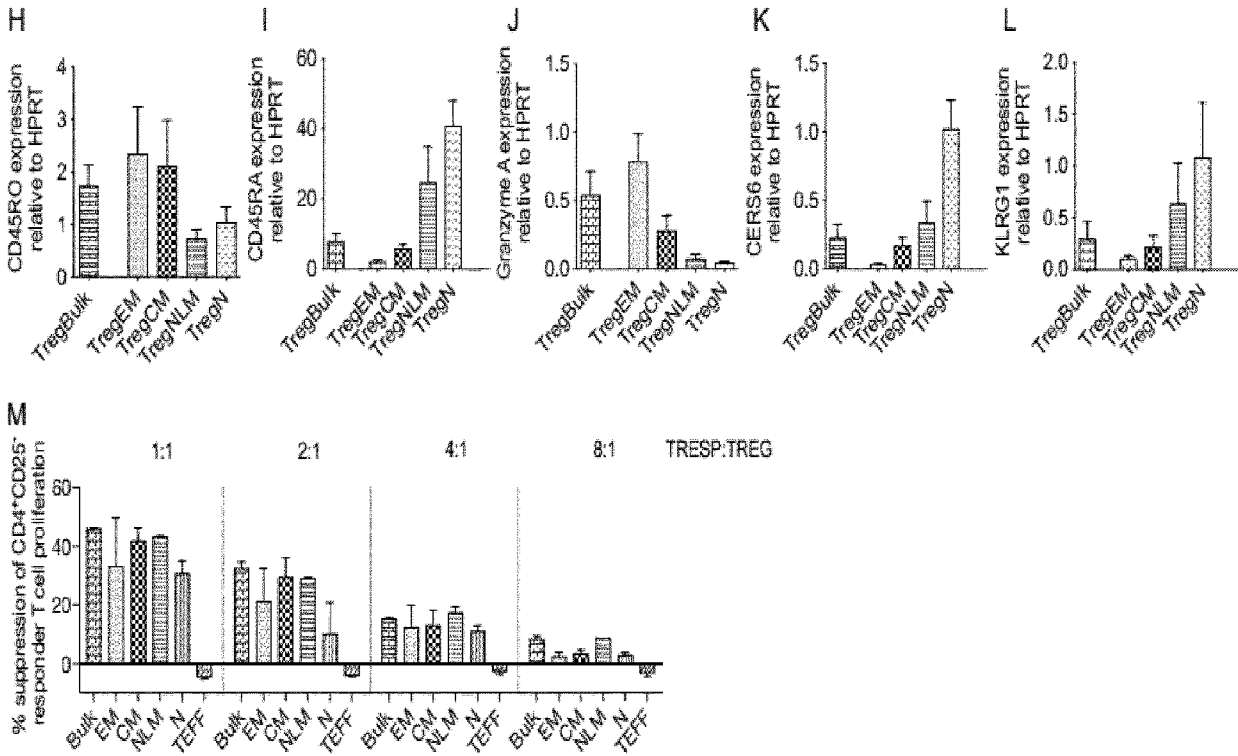 H
CD45RO expression
relative to HPRT
4
3
2
1
0
TregBulk
TregEM
TregCM
TregNLM
TregN
I
CD45RA expression
relative to HPRT
60
40
20
0
TregBulk
TregEM
TregCM
TregNLM
TregN
J
Granzyme A expression
relative to HPRT
1.5
1.0
0.5
0.0
TregBulk
TregEM
TregCM
TregNLM
TregN
K
CERS6 expression
relative to HPRT
1.5
1.0
0.5
0.0
TregBulk
TregEM
TregCM
TregNLM
TregN
L
KLRG1 expression
relative to HPRT
2.0
1.5
1.0
0.5
0.0
TregBulk
TregEM
TregCM
TregNLM
TregN
M
1:1 2:1 4:1 8:1 TRESP:TREG
% suppression of CD4⁺CD25⁻
responder T cell proliferation
60
40
20
0
Bulk
EM
CM
NLM
N
TEFF
Bulk
EM
CM
NLM
N
TEFF
Bulk
EM
CM
NLM
N
TEFF
Bulk
EM
CM
NLM
N
TEFF